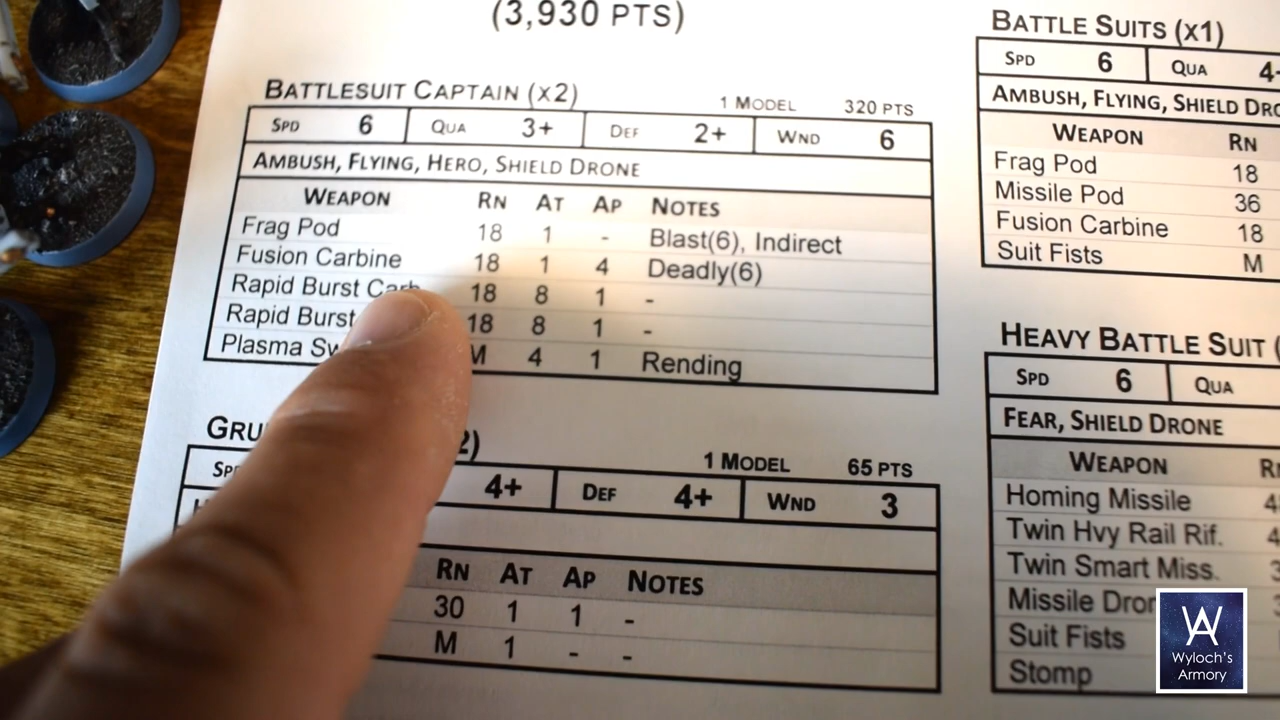 (3,930 PTS)
BATTLESUIT CAPTAIN (X2) 1 MODEL 320 PTS
SPD 6 QUA 3+ DEF 2+ WND 6
AMBUSH, FLYING, HERO, SHIELD DRONE
WEAPON RN AT AP NOTES
Frag Pod 18 1 - Blast(6), Indirect
Fusion Carbine 18 1 4 Deadly(6)
Rapid Burst Carb 18 8 1 -
Rapid Burst 18 8 1 -
Plasma 4 1 Rending
1 MODEL 65 PTS
4+ DEF 4+ WND 3
RN AT AP NOTES
30 1 1 -
M 1 - -
BATTLE SUITS (X1)
SPD 6 QUA
AMBUSH, FLYING, SHIELD
WEAPON RN
Frag Pod 18
Missile Pod 36
Fusion Carbine 18
Suit Fists M
HEAVY BATTLE SUIT
SPD 6 QUA
FEAR, SHIELD DRONE
WEAPON
Homing Missile
Twin Hvy Rail Rif.
Twin Smart Miss.
Missile
Suit Fists
Stomp
WA
Wyloch's
Armory